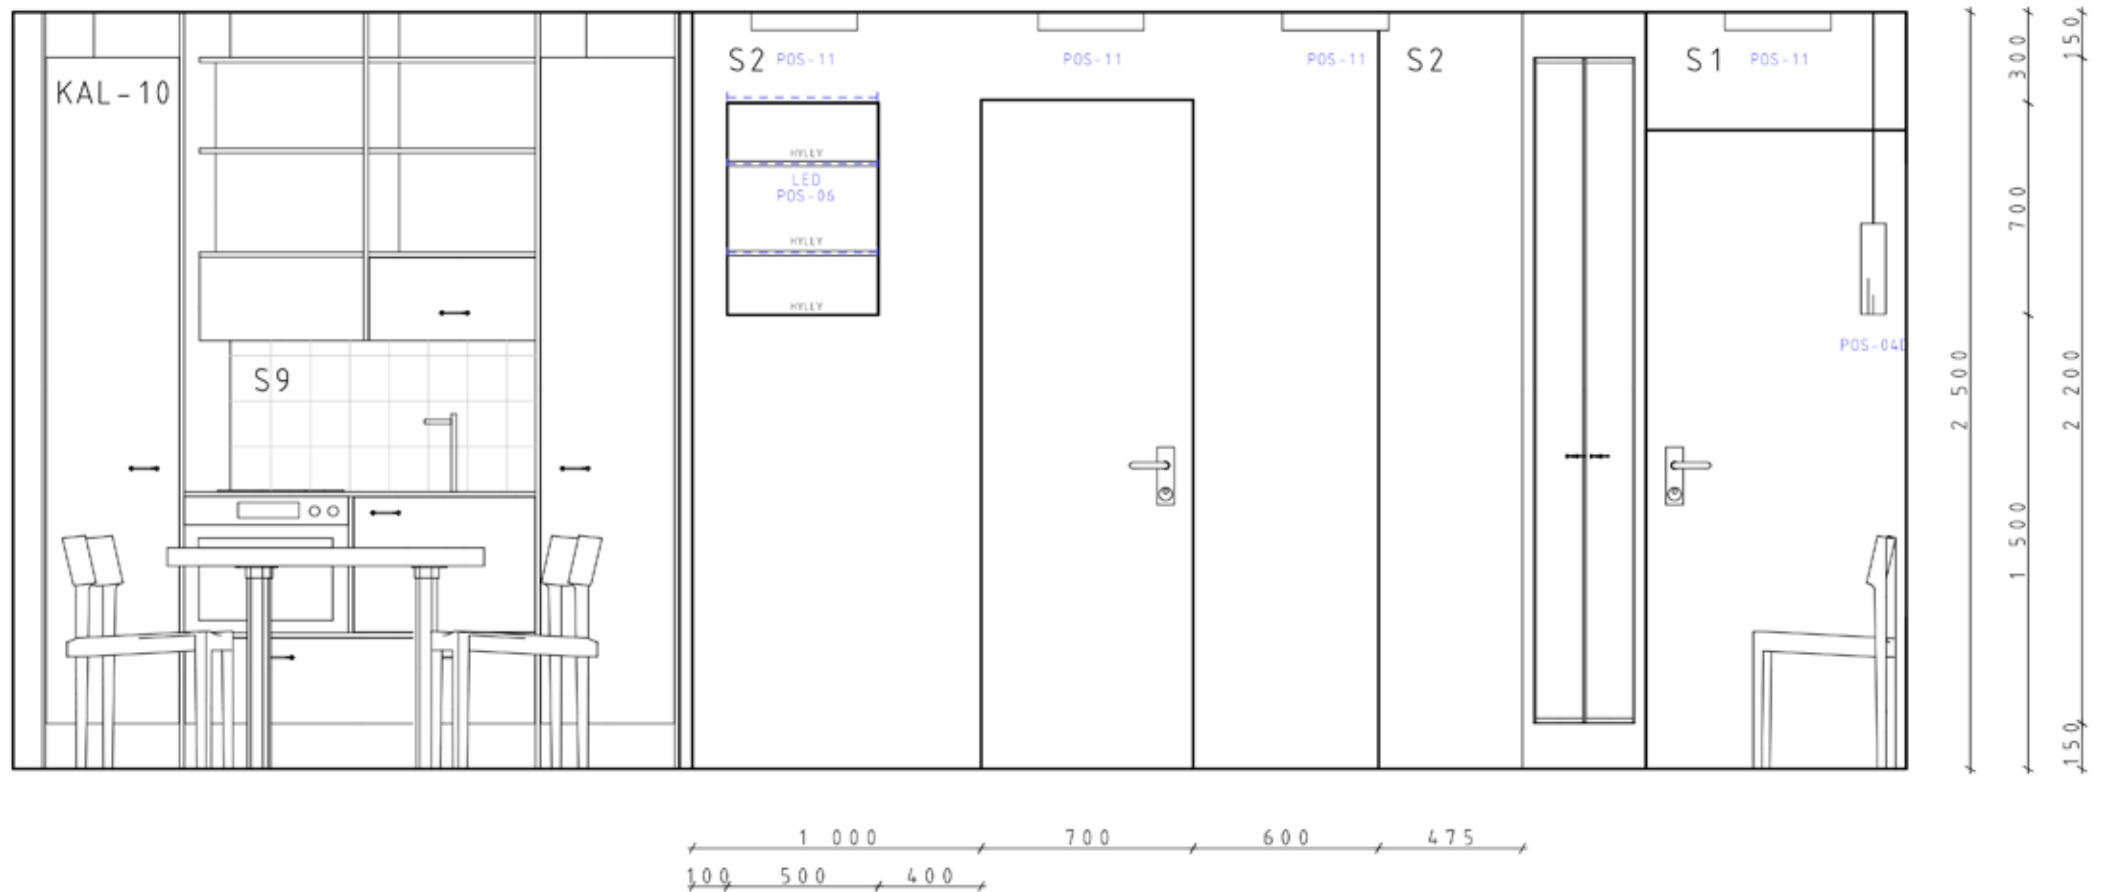 KAL-10
S9
S2 POS-11
POS-11
POS-11
S2
S1 POS-11
HYLLY
LED
POS-06
HYLLY
HYLLY
POS-04D
2 500
300
700
1 500
150
2 200
150
1 000
700
600
475
100
500
400